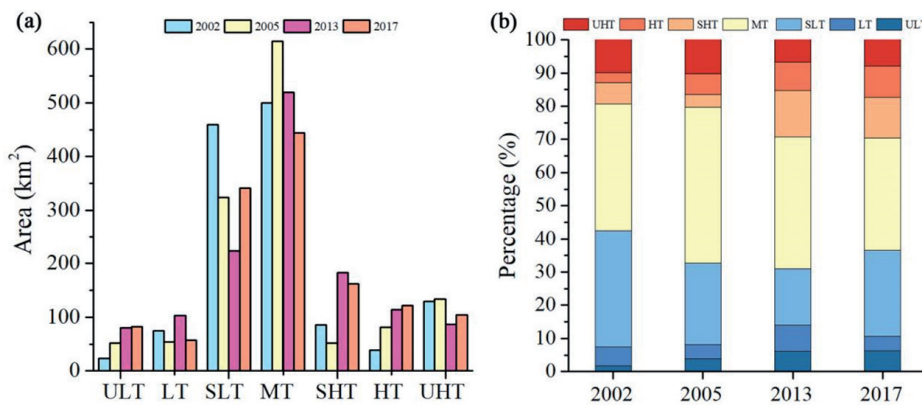 (a)
2002 2005 2013 2017
Area (km²)
600
500
400
300
200
100
0
ULT LT SLT MT SHT HT UHT
(b)
UHT HT SHT MT SLT LT ULT
Percentage (%)
100
90
80
70
60
50
40
30
20
10
0
2002 2005 2013 2017